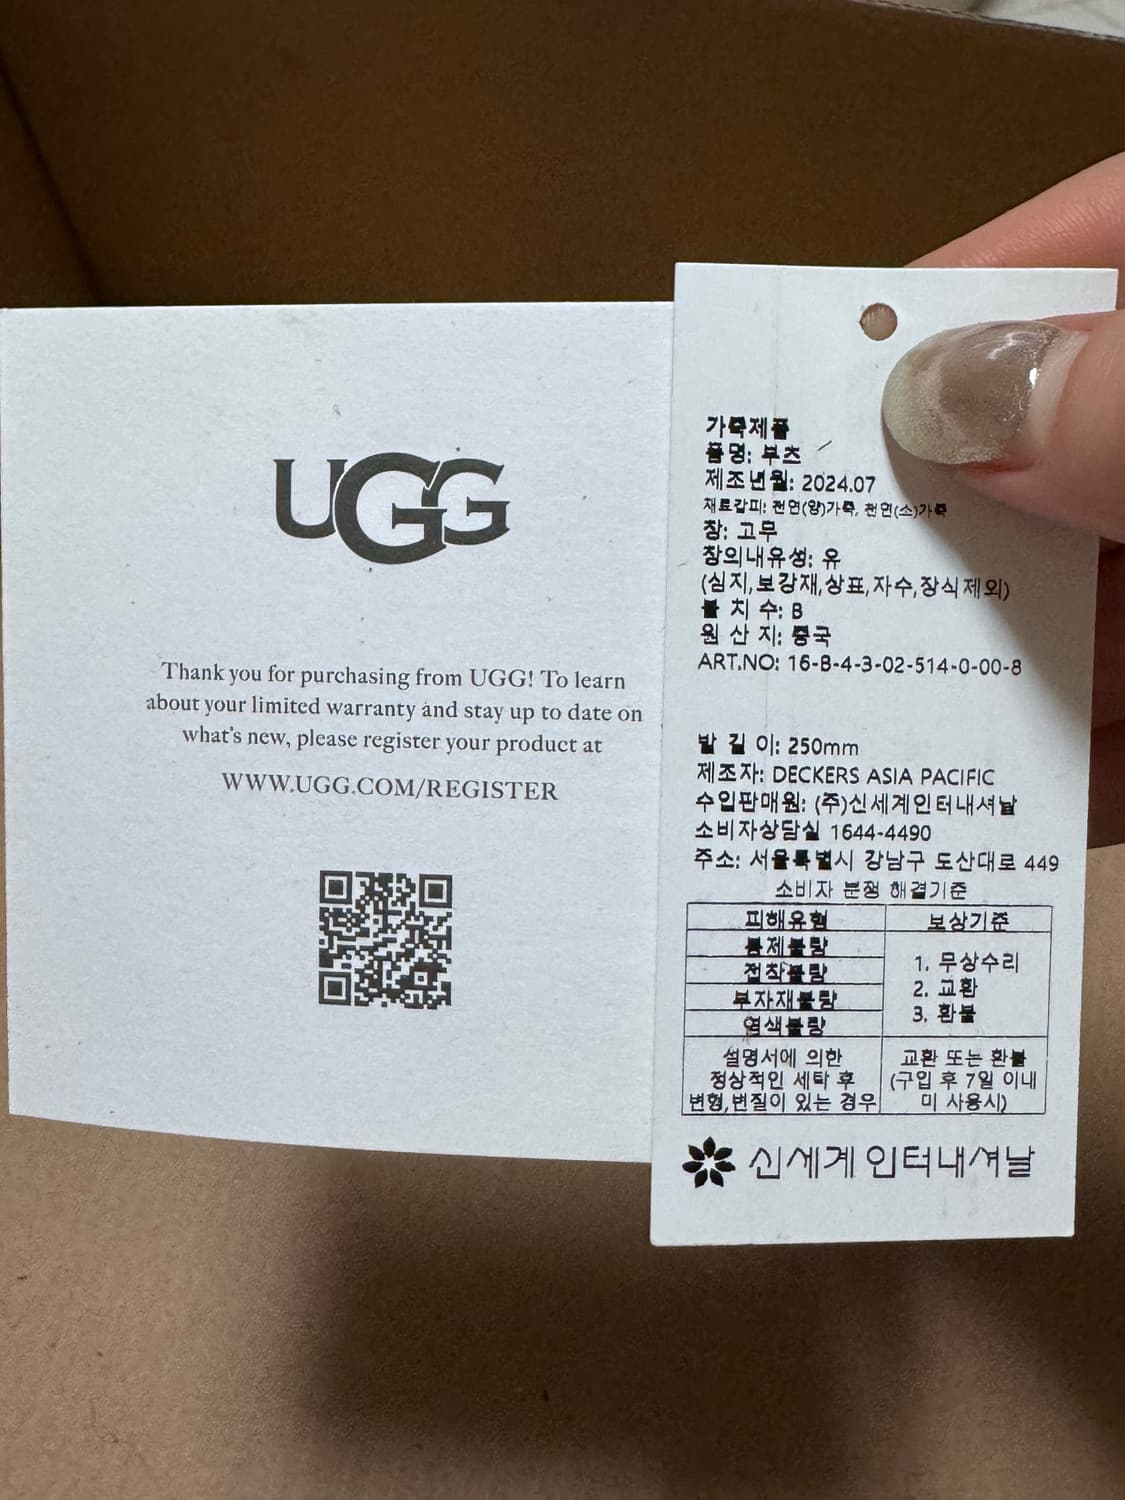 UGG
Thank you for purchasing from UGG! To learn
about your limited warranty and stay up to date on
what's new, please register your product at
WWW.UGG.COM/REGISTER
가죽제품
품명: 부츠
제조년월: 2024.07
재료갑피: 천연(양)가죽, 천연(소)가죽
창: 고무
창의내유성: 유
(심지,보강재,상표,자수,장식제외)
볼 치 수: B
원 산 지: 중국
ART.NO: 16-B-4-3-02-514-0-00-8
발 길 이: 250mm
제조자: DECKERS ASIA PACIFIC
수입판매원: (주)신세계인터내셔날
소비자상담실 1644-4490
주소: 서울특별시 강남구 도산대로 449
소비자 분쟁 해결기준
피해유형
보상기준
봉제불량
접착불량
부자재불량
염색불량
1. 무상수리
2. 교환
3. 환불
설명서에 의한
정상적인 세탁 후
변형,변질이 있는 경우
교환 또는 환불
(구입 후 7일 이내
미 사용시)
신세계인터내셔날